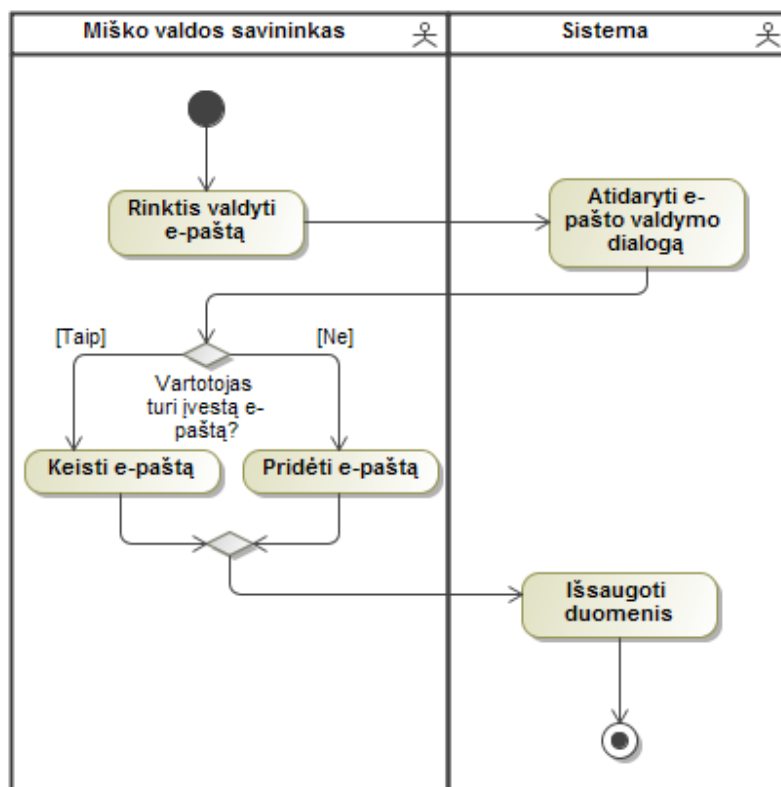 Miško valdos savininkas
Sistema
Rinktis valdyti
e-paštą
Atidaryti e-
pašto valdymo
dialogą
[Taip]
[Ne]
Vartotojas
turi įvestą e-
paštą?
Keisti e-paštą
Pridėti e-paštą
Išsaugoti
duomenis